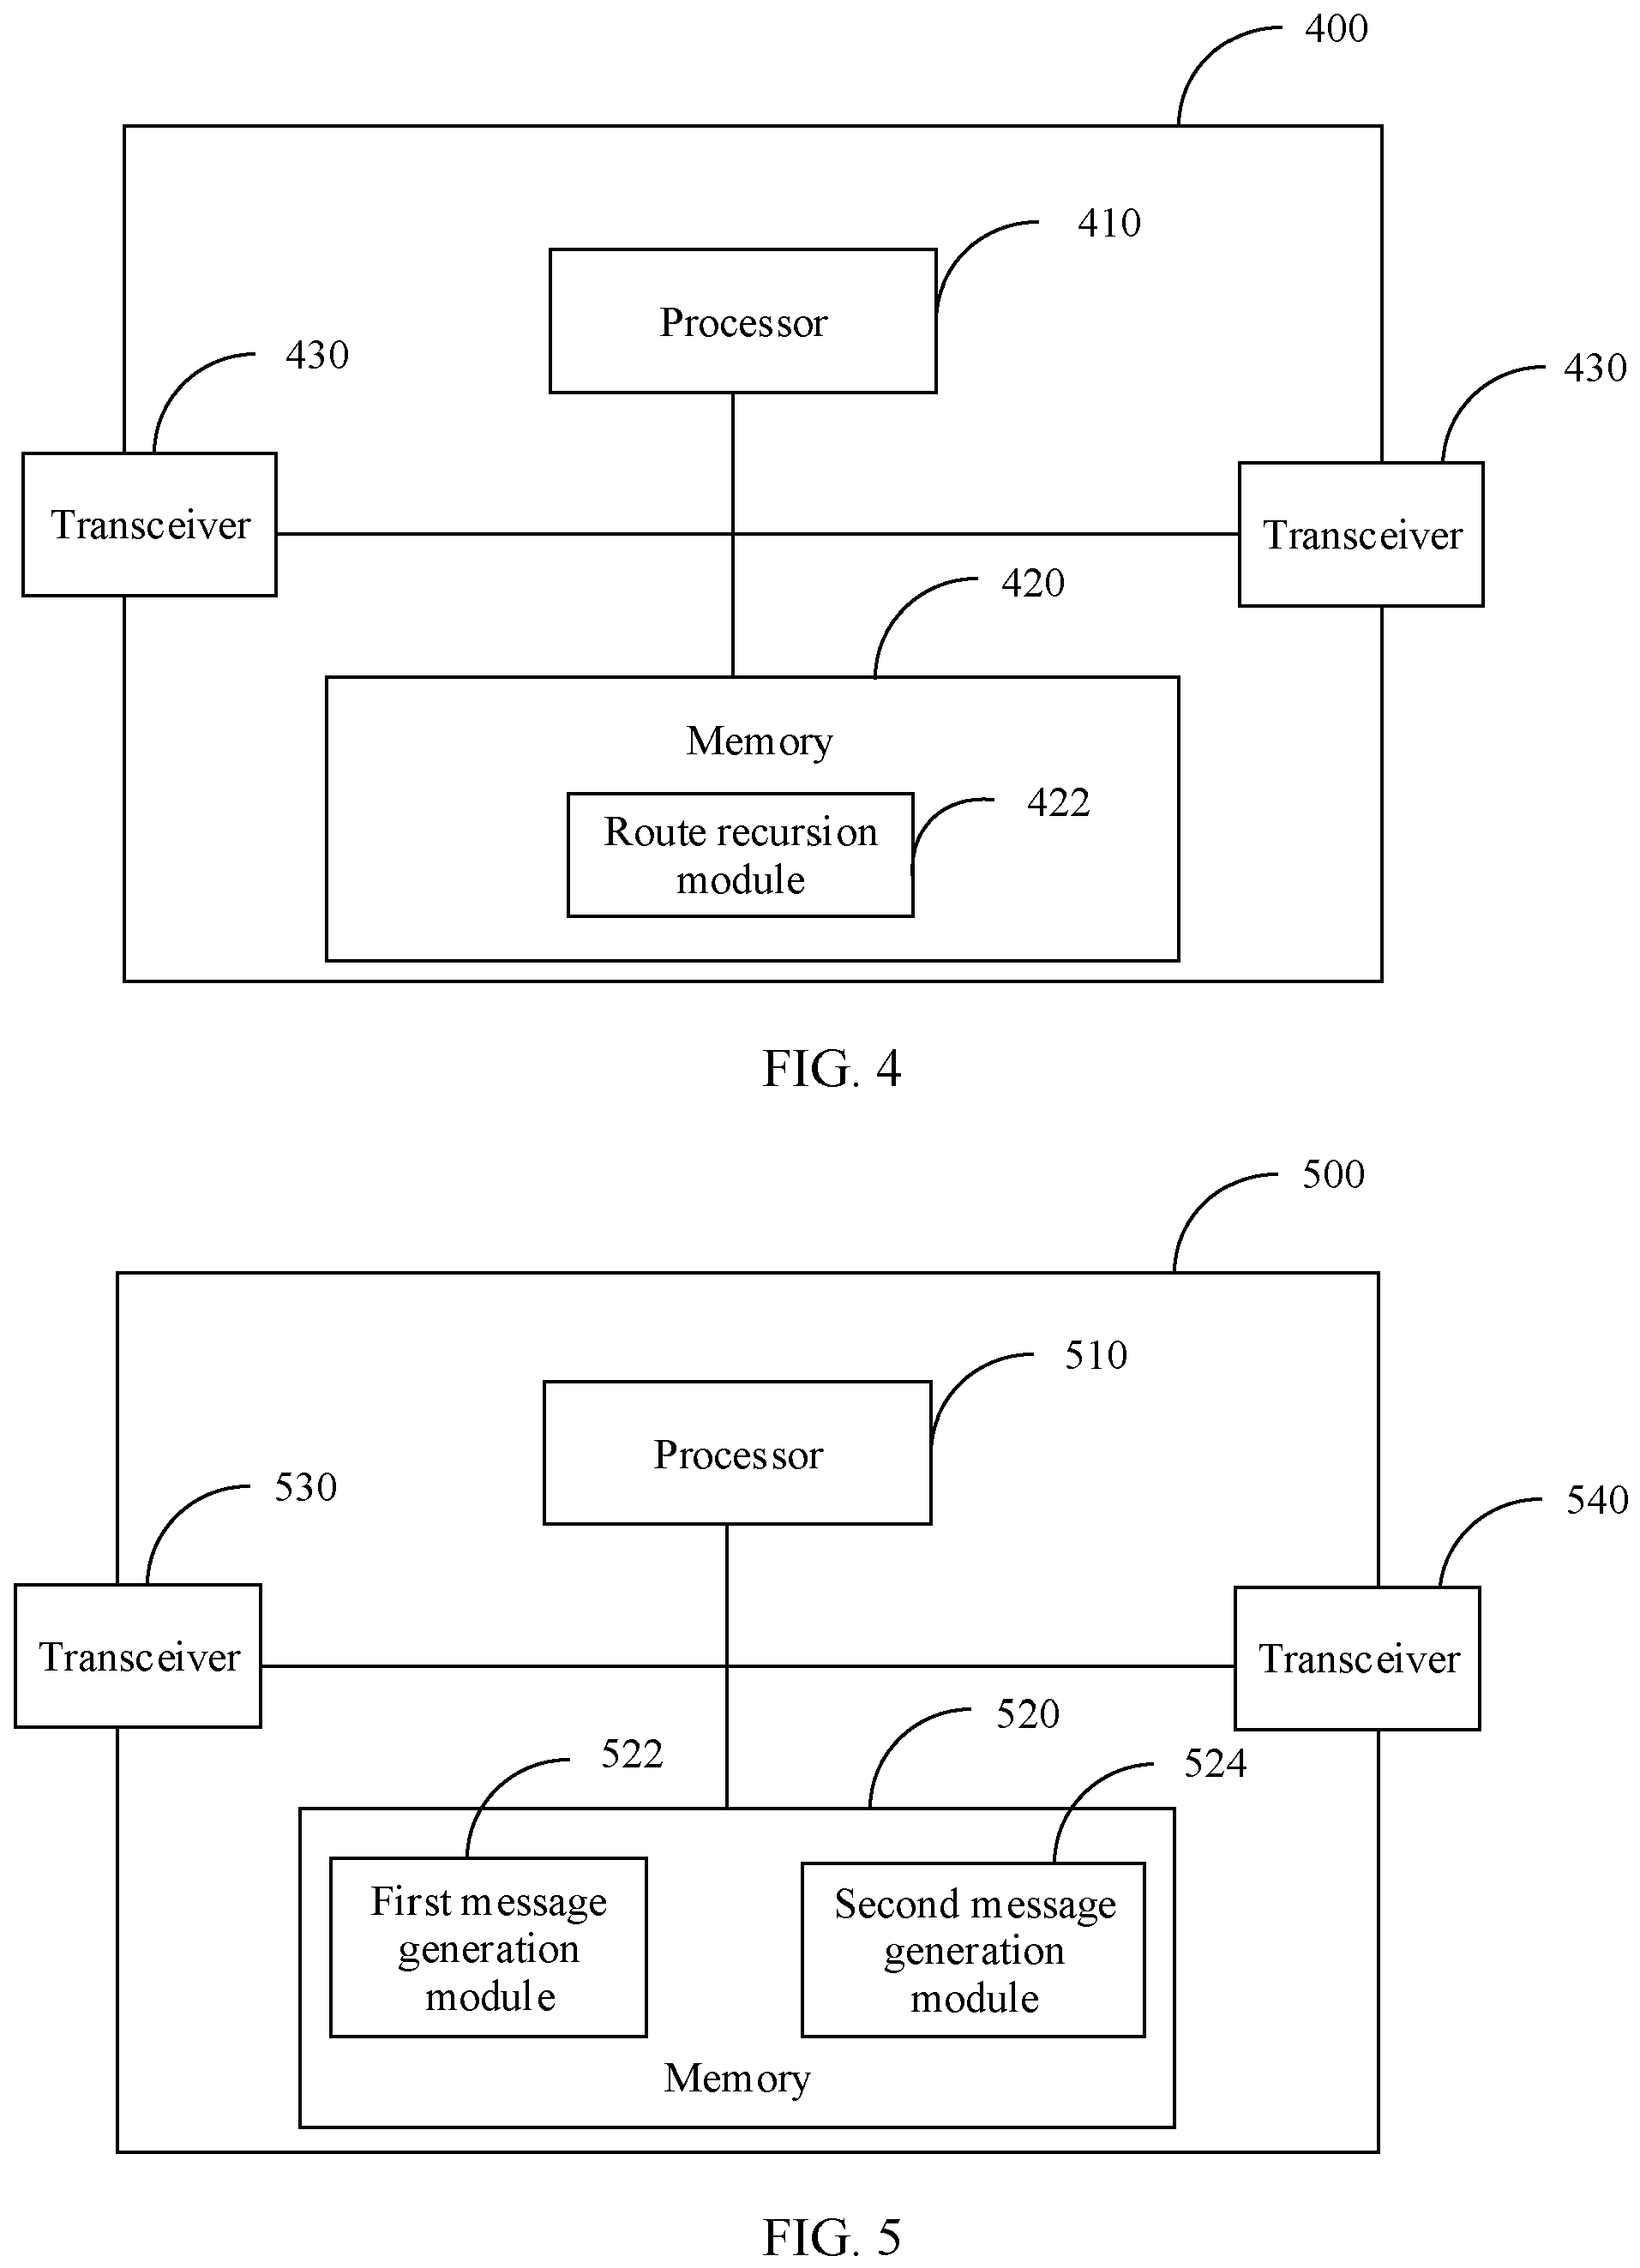 400
410
Processor
430
430
Transceiver
Transceiver
420
Memory
422
Route recursion
module
FIG. 4
500
510
Processor
530
540
Transceiver
Transceiver
520
522
524
First message
generation
module
Second message
generation
module
Memory
FIG. 5